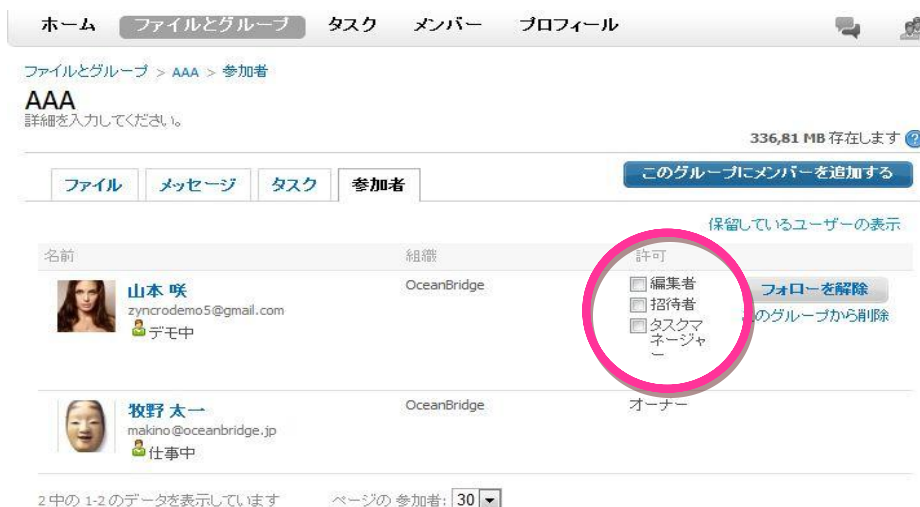 ホーム ファイルとグループ タスク メンバー プロフィール
ファイルとグループ > AAA > 参加者
AAA
詳細を入力してください。
336,81 MB 存在します ?
ファイル メッセージ タスク 参加者 このグループにメンバーを追加する
保留しているユーザーの表示
名前 組織 許可
山本 咲 OceanBridge 編集者 フォローを解除
zyncrodemo5@gmail.com 招待者 このグループから削除
デモ中 タスクマ
ネージャ
ー
牧野 太一 OceanBridge オーナー
makino@oceanbridge.jp
仕事中
2 中の 1-2 のデータを表示しています ページの 参加者: 30